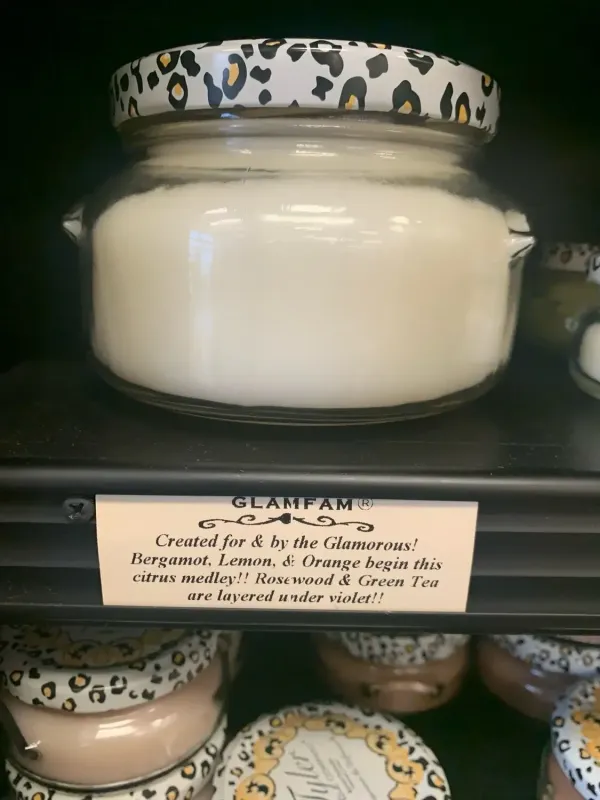 GLAMFAM®
Created for & by the Glamorous!
Bergamot, Lemon, & Orange begin this
citrus medley!! Rosewood & Green Tea
are layered under violet!!
Tyler